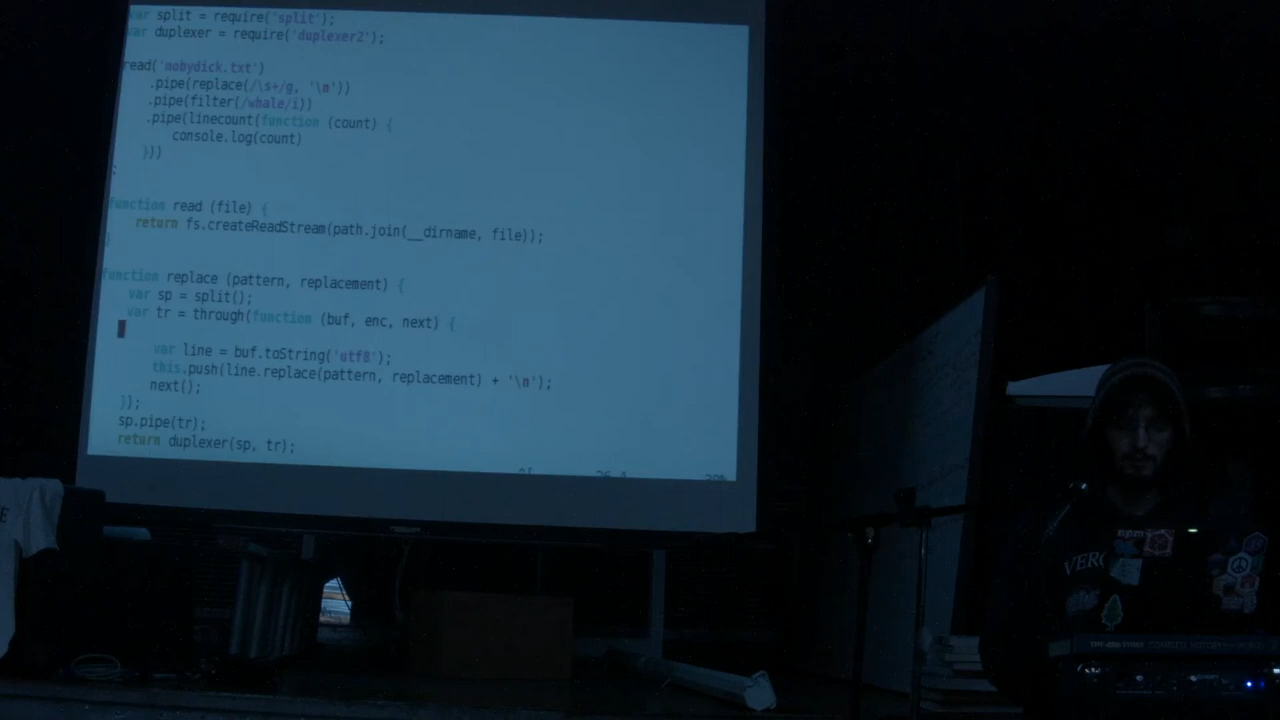 var split = require('split');
var duplexer = require('duplexer2');
read('mobydick.txt')
.pipe(replace(/\s+/g, '\n'))
.pipe(filter(/whale/i))
.pipe(linecount(function (count) {
console.log(count)
}))
;
function read (file) {
return fs.createReadStream(path.join(__dirname, file));
}
function replace (pattern, replacement) {
var sp = split();
var tr = through(function (buf, enc, next) {
var line = buf.toString('utf8');
this.push(line.replace(pattern, replacement) + '\n');
next();
});
sp.pipe(tr);
return duplexer(sp, tr);
npm
E